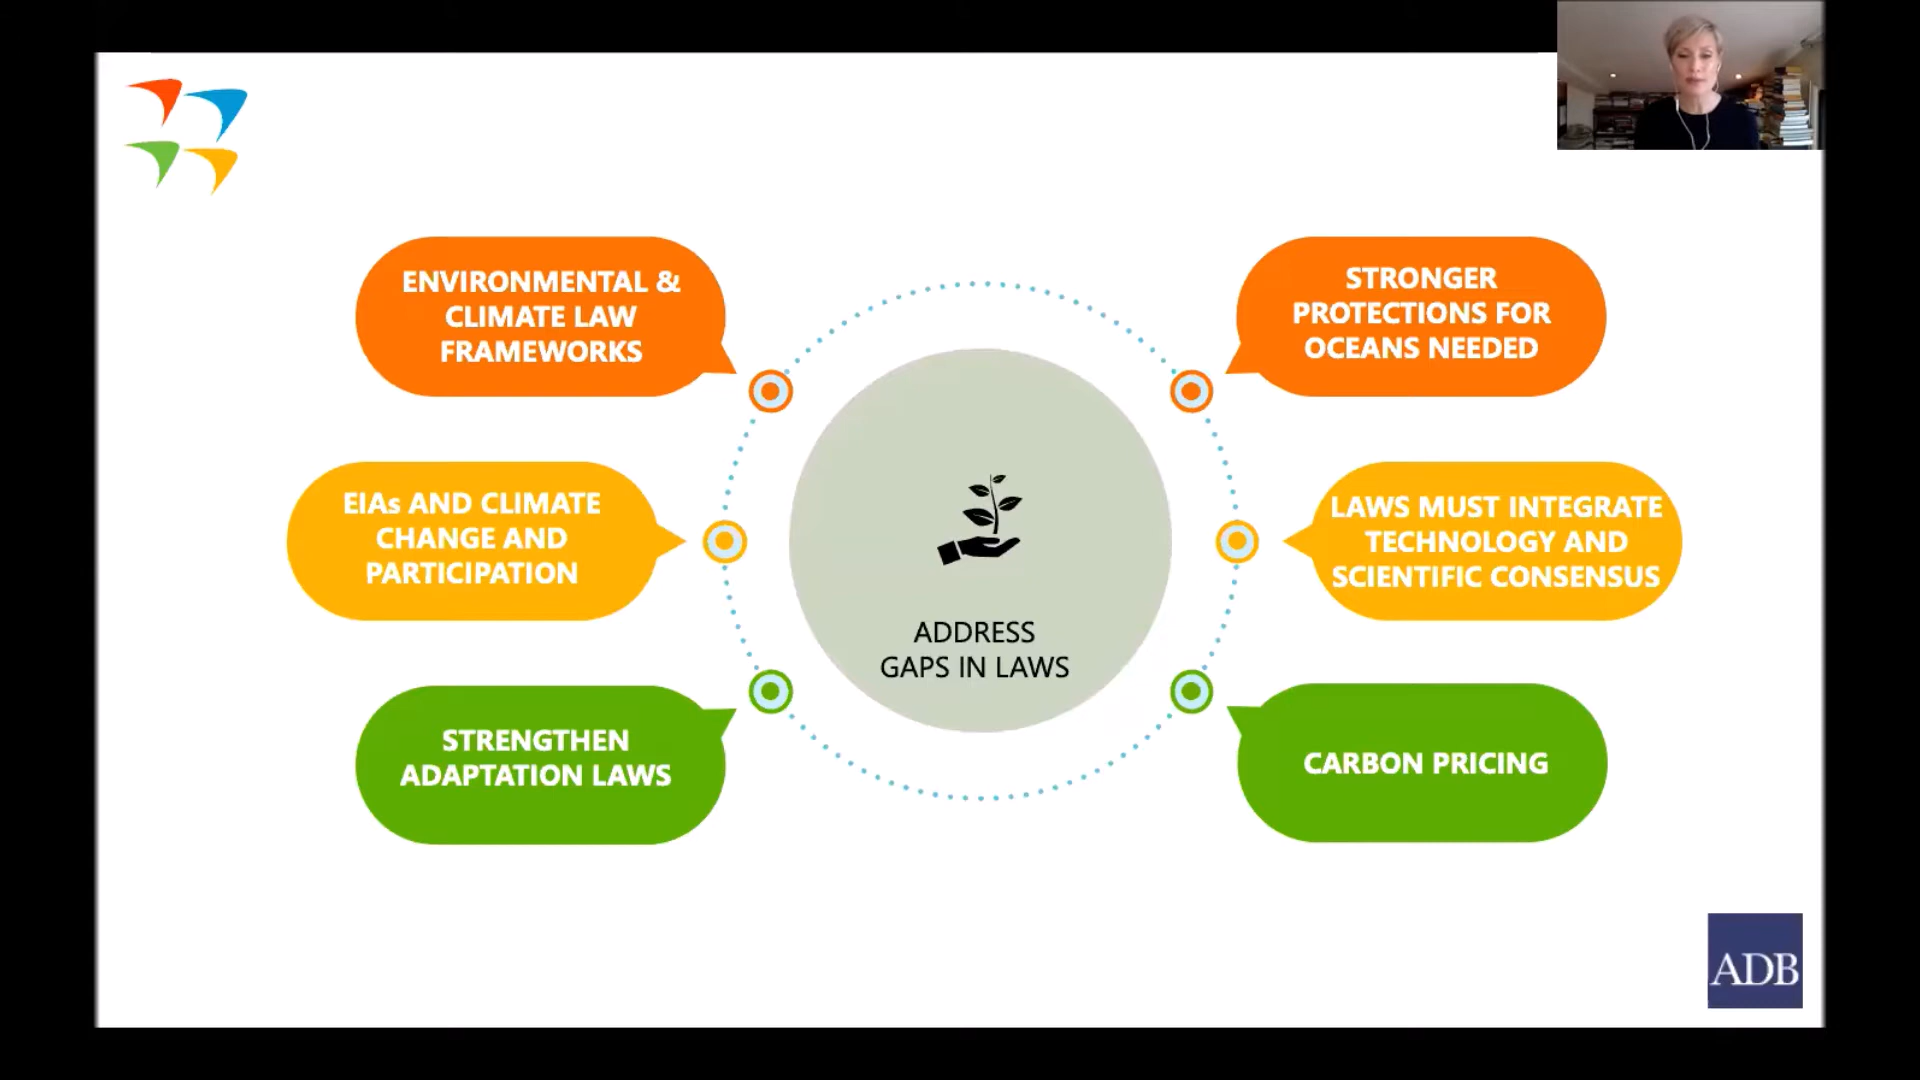 ENVIRONMENTAL &
CLIMATE LAW
FRAMEWORKS
STRONGER
PROTECTIONS FOR
OCEANS NEEDED
EIAs AND CLIMATE
CHANGE AND
PARTICIPATION
LAWS MUST INTEGRATE
TECHNOLOGY AND
SCIENTIFIC CONSENSUS
ADDRESS
GAPS IN LAWS
STRENGTHEN
ADAPTATION LAWS
CARBON PRICING
ADB